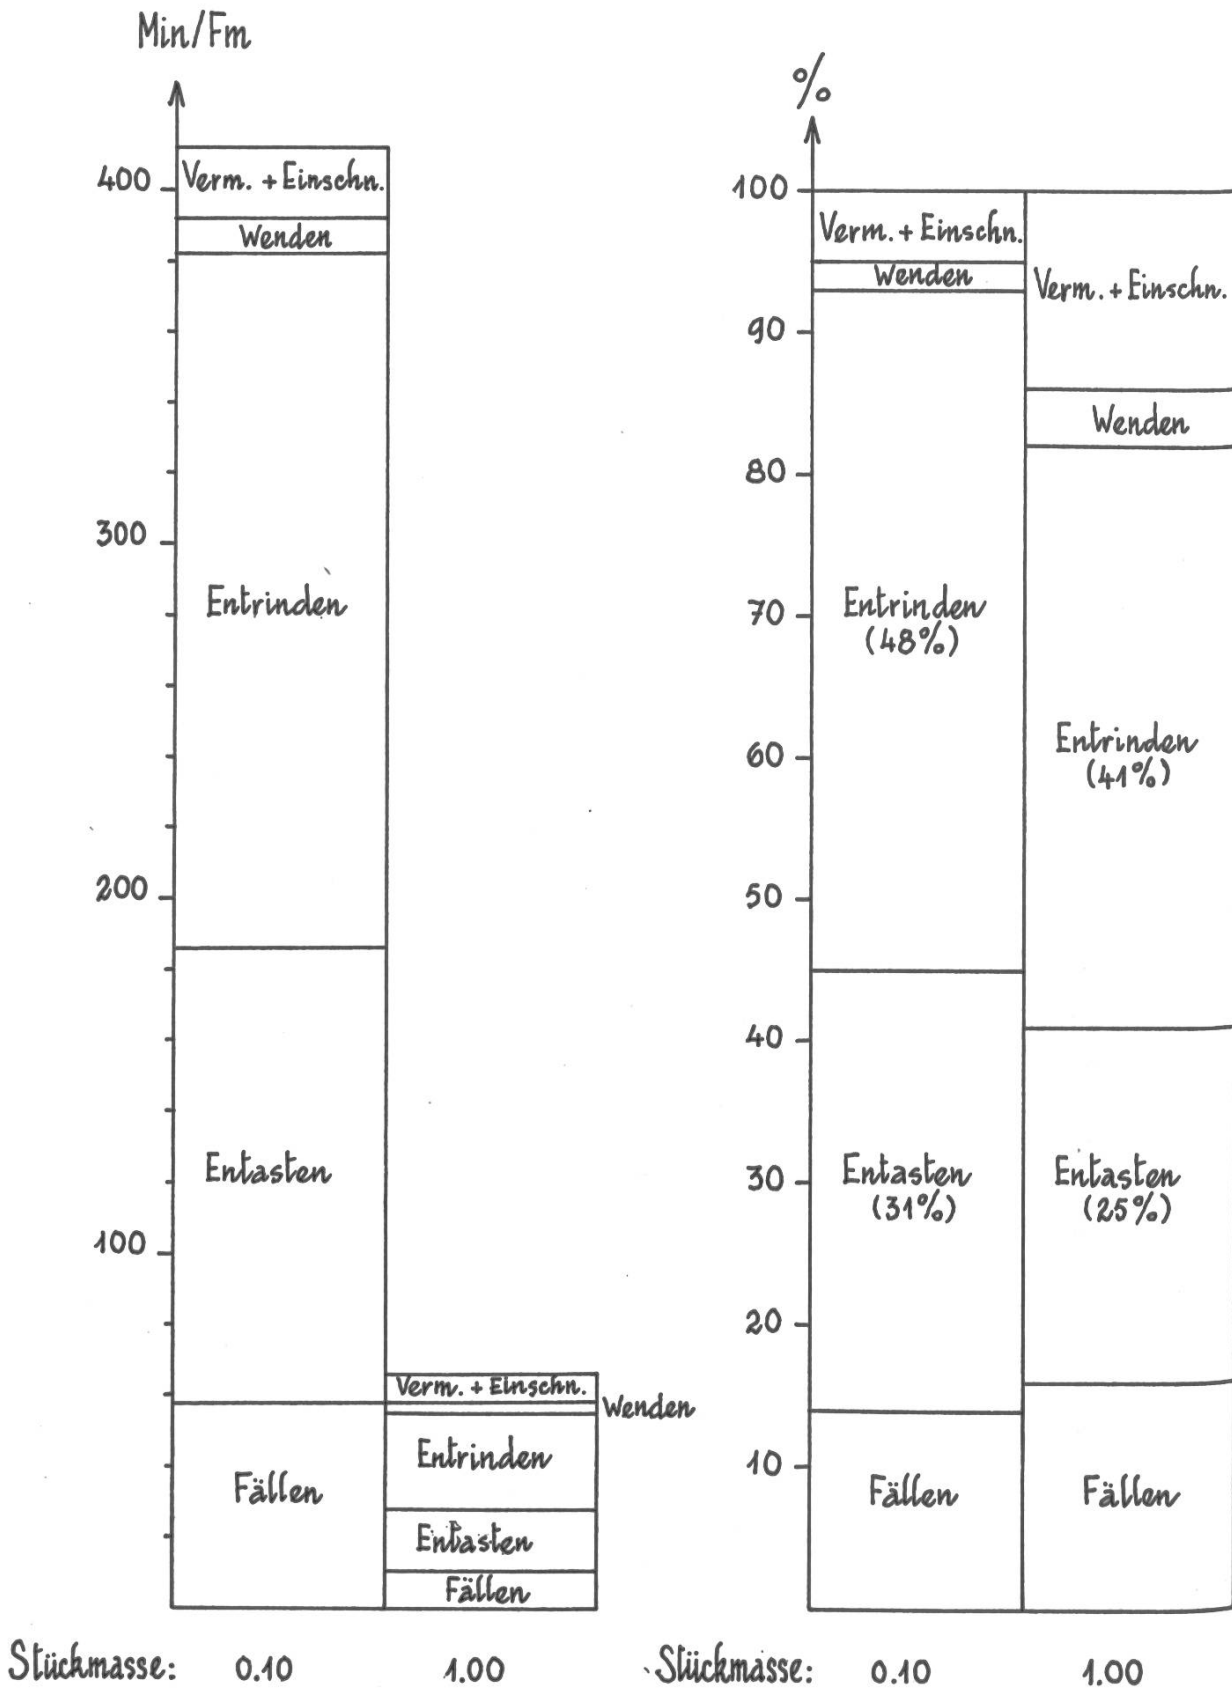 Min/Fm
400
300
200
100
Verm. + Einschn.
Wenden
Entrinden
Entasten
Fällen
Verm. + Einschn.
Wenden
Entrinden
Entasten
Fällen
Stückmasse: 0.10 1.00
%
100
90
80
70
60
50
40
30
20
10
Verm. + Einschn.
Wenden
Entrinden
(48%)
Entasten
(31%)
Fällen
Verm. + Einschn.
Wenden
Entrinden
(41%)
Entasten
(25%)
Fällen
Stückmasse: 0.10 1.00